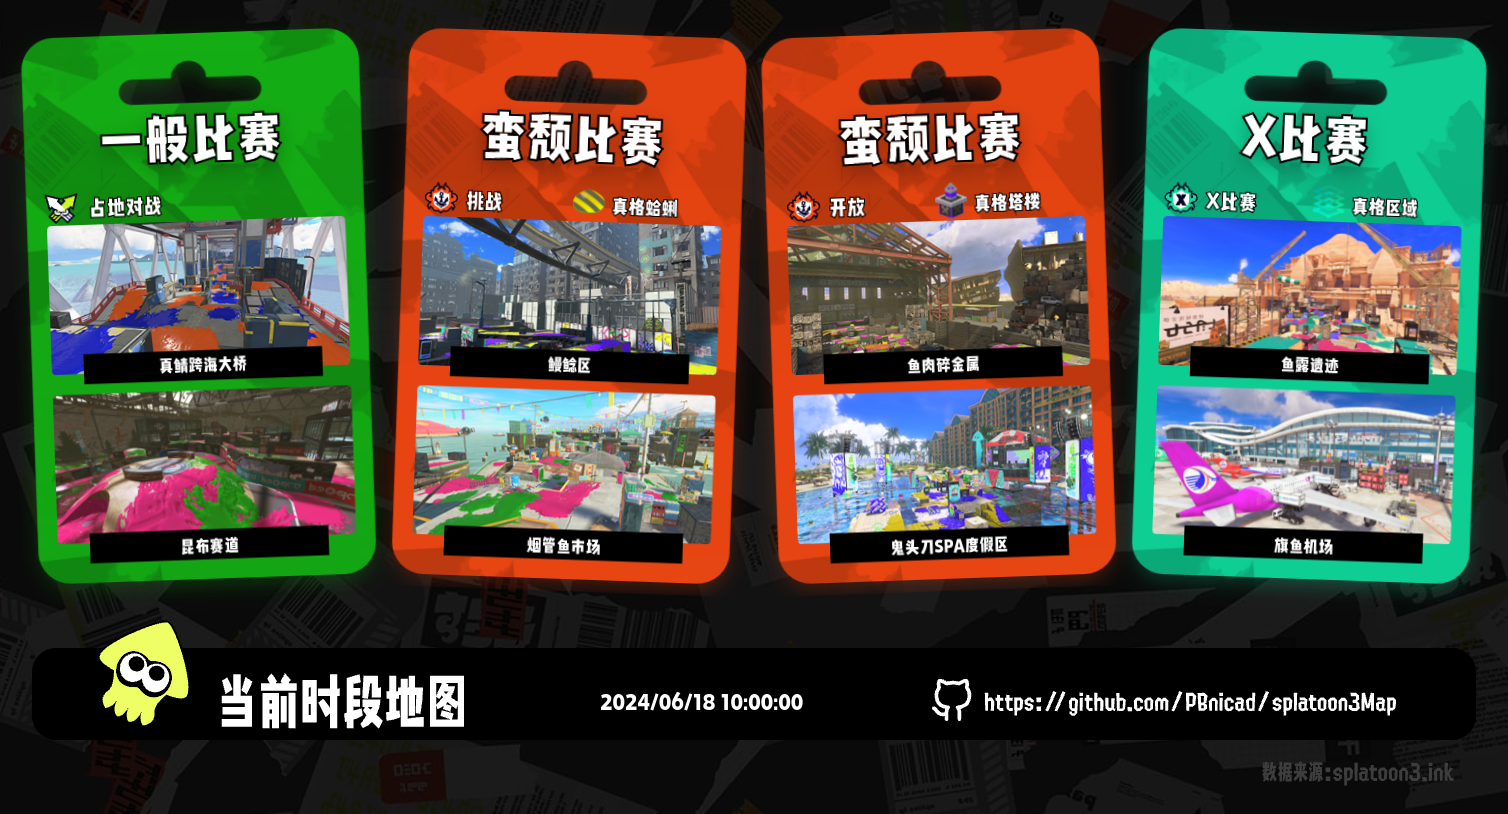 一般比赛
占地对战
真鲭跨海大桥
昆布赛道
蛮颓比赛
挑战
真格蛤蜊
鳗鲶区
烟管鱼市场
蛮颓比赛
开放
真格塔楼
鱼肉碎金属
鬼头刀SPA度假区
X比赛
X比赛
真格区域
鱼露遗迹
旗鱼机场
当前时段地图
2024/06/18 10:00:00
https://github.com/PBnicad/splatoon3Map
数据来源:splatoon3.ink